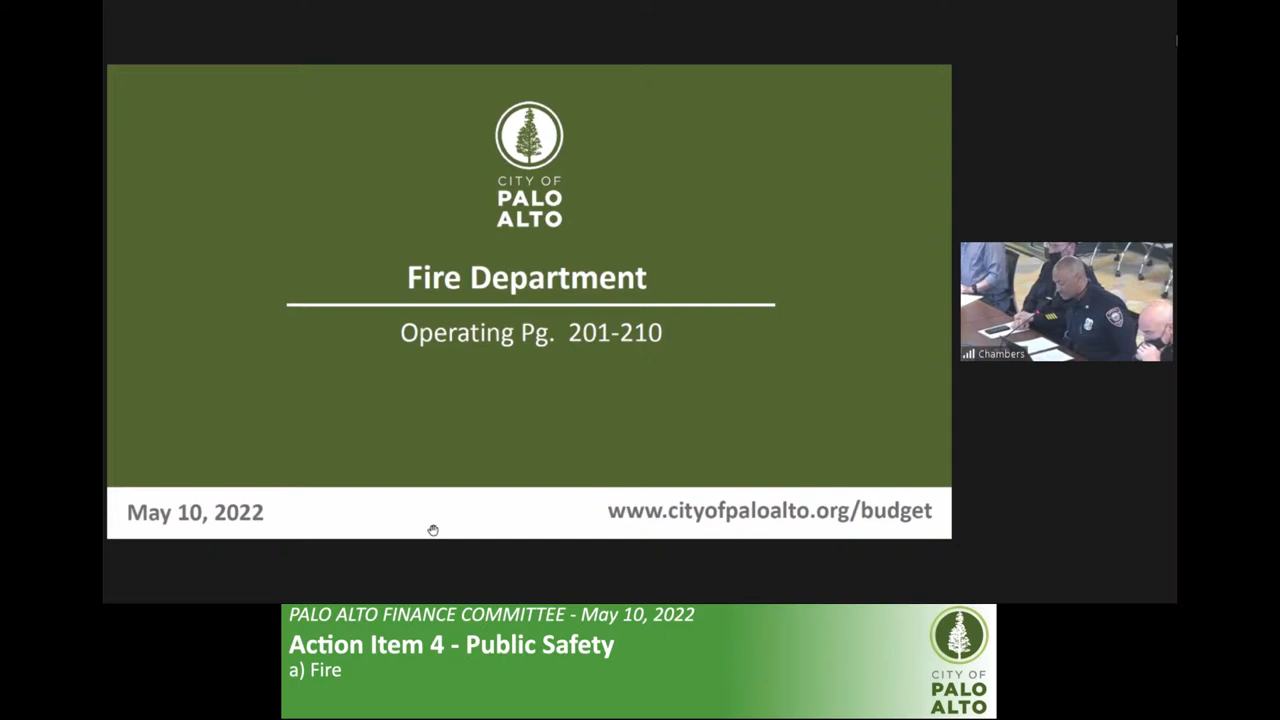 CITY OF
PALO
ALTO
Fire Department
Operating Pg. 201-210
May 10, 2022
www.cityofpaloalto.org/budget
Chambers
PALO ALTO FINANCE COMMITTEE - May 10, 2022
Action Item 4 - Public Safety
a) Fire
CITY OF
PALO
ALTO